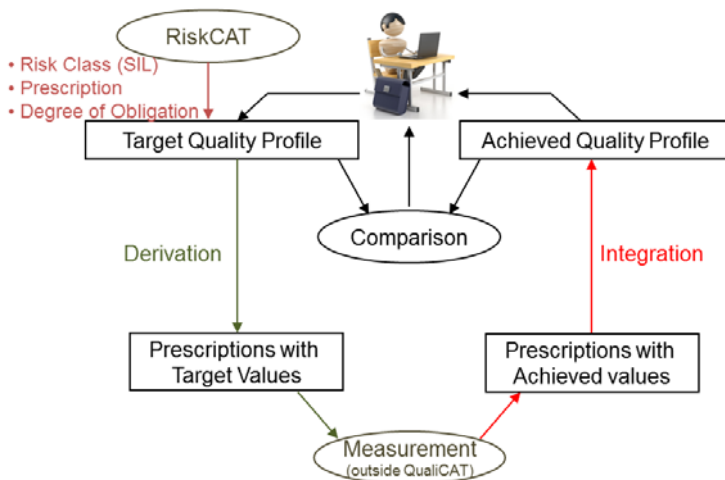 RiskCAT
• Risk Class (SIL)
• Prescription
• Degree of Obligation
Target Quality Profile
Achieved Quality Profile
Comparison
Derivation
Integration
Prescriptions with
Target Values
Prescriptions with
Achieved values
Measurement
(outside QualiCAT)